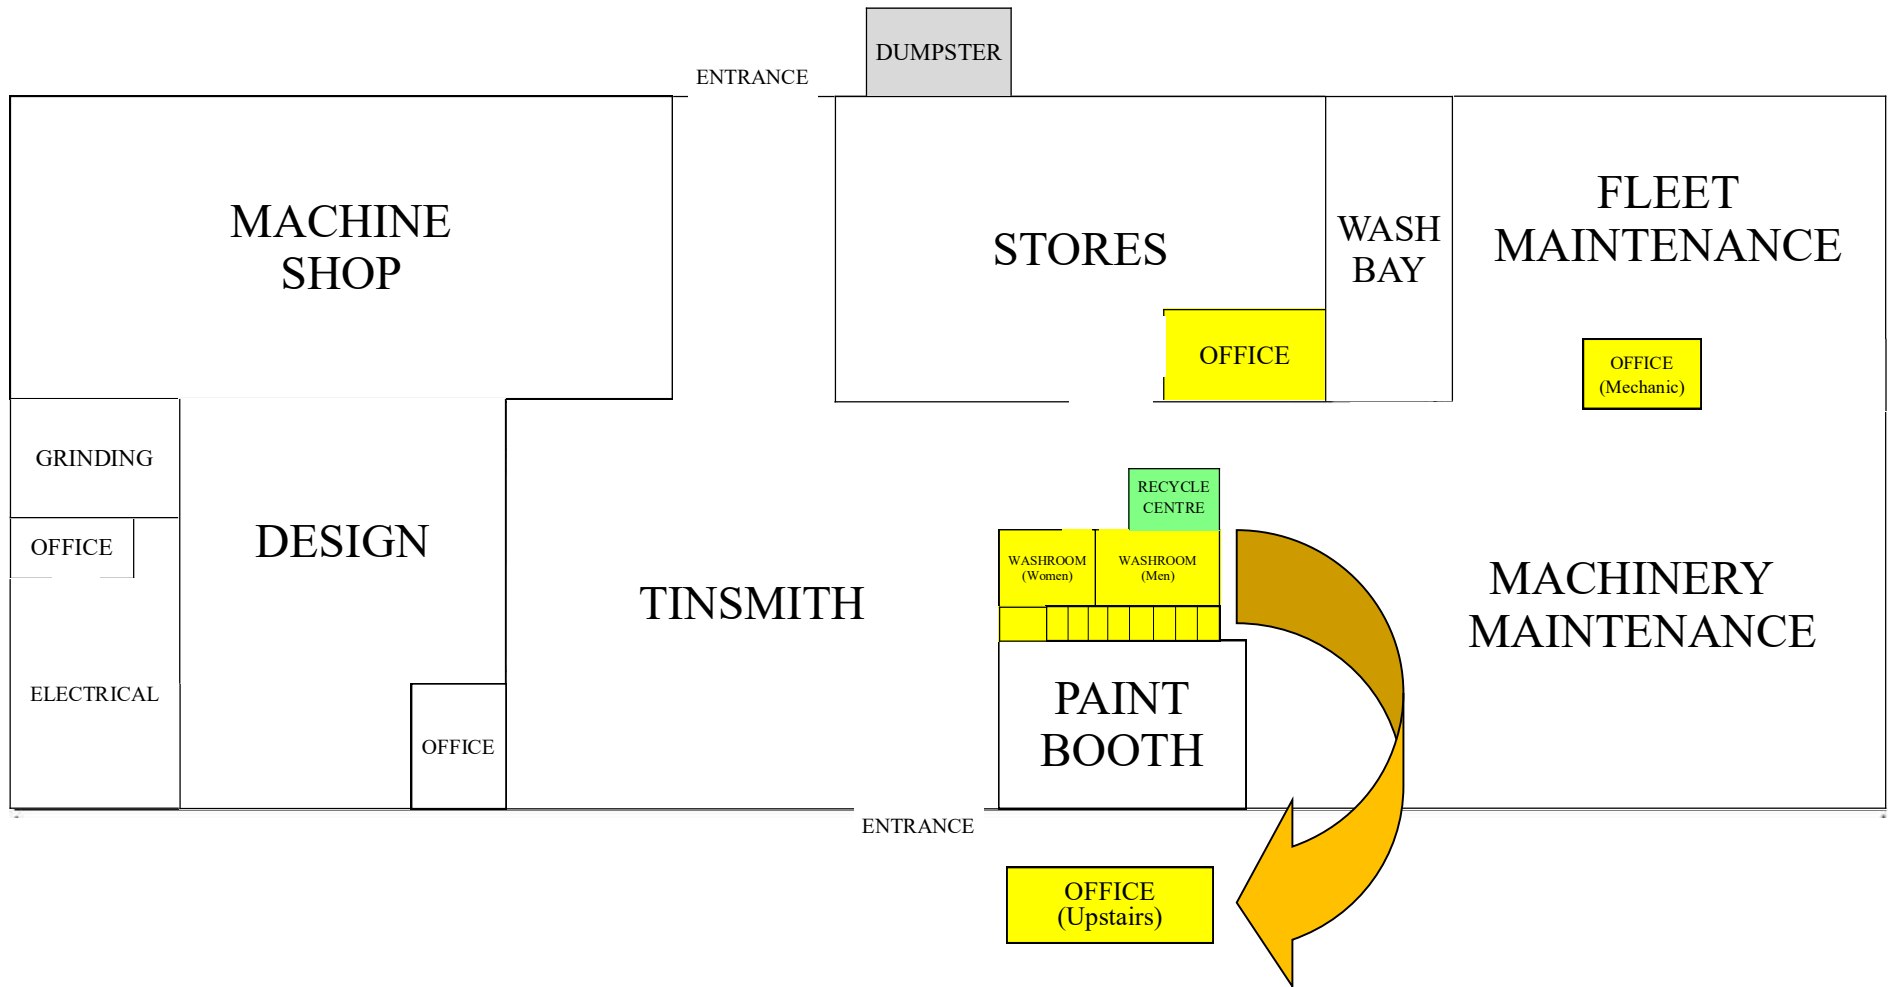 DUMPSTER
ENTRANCE
MACHINE
SHOP
STORES
WASH
BAY
FLEET
MAINTENANCE
OFFICE
OFFICE
(Mechanic)
GRINDING
OFFICE
DESIGN
ELECTRICAL
OFFICE
TINSMITH
RECYCLE
CENTRE
WASHROOM
(Women)
WASHROOM
(Men)
PAINT
BOOTH
MACHINERY
MAINTENANCE
ENTRANCE
OFFICE
(Upstairs)